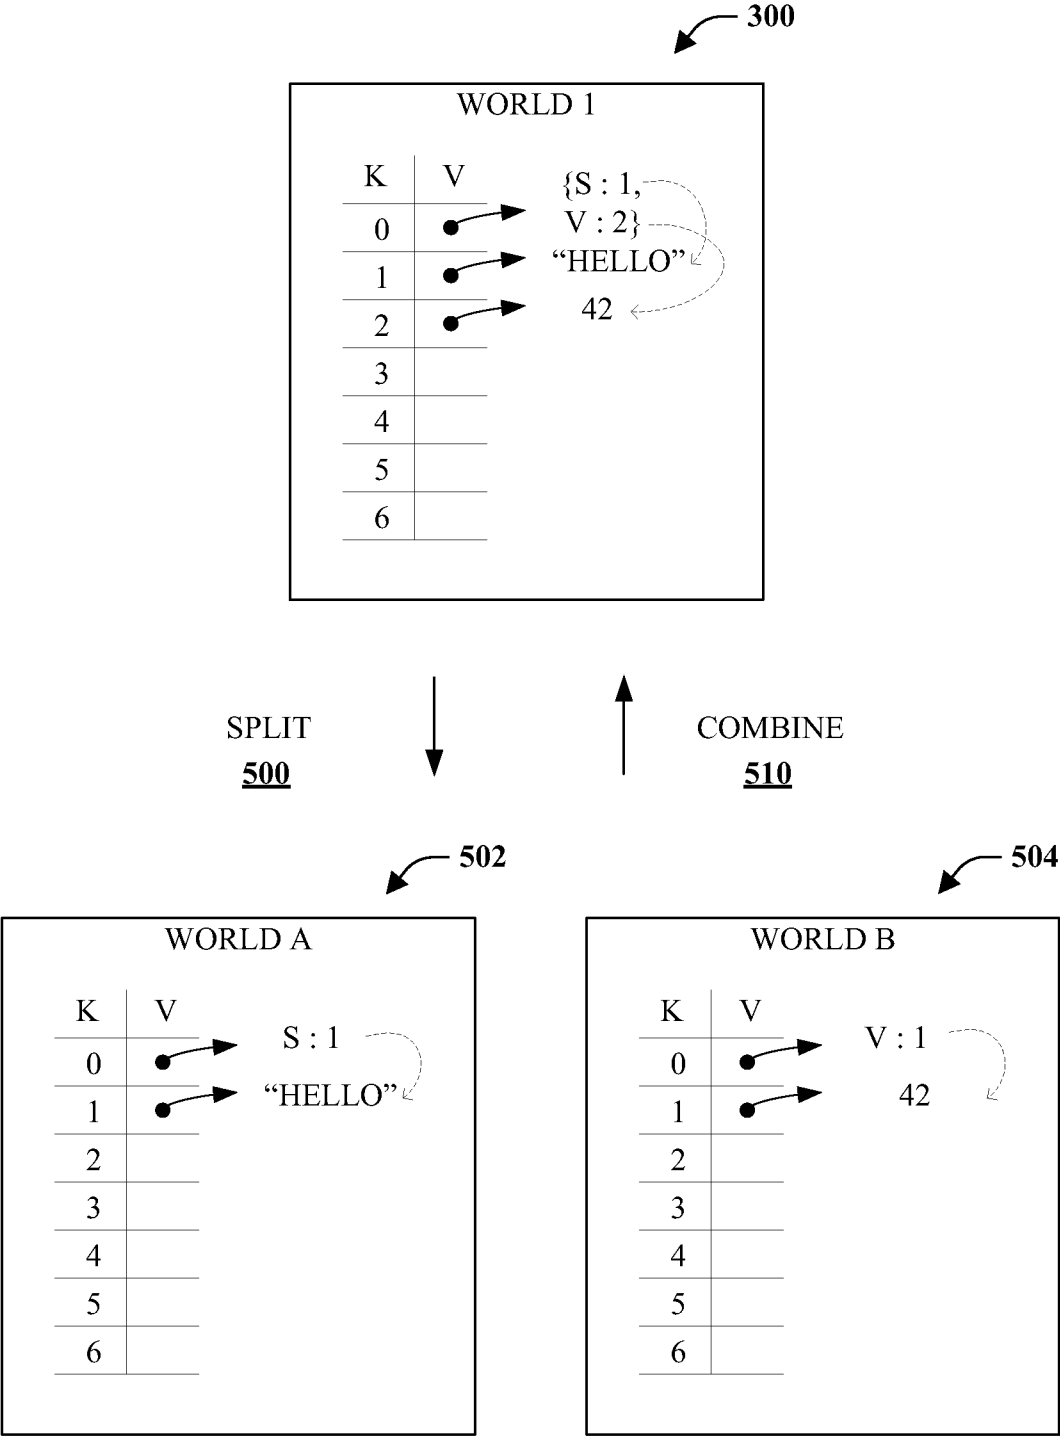 300
WORLD 1
K V
{S : 1,
0 V : 2}
1 “HELLO”
2 42
3
4
5
6
SPLIT
500
COMBINE
510
502
WORLD A
K V
S : 1
0
1 “HELLO”
2
3
4
5
6
504
WORLD B
K V
V : 1
0
1 42
2
3
4
5
6